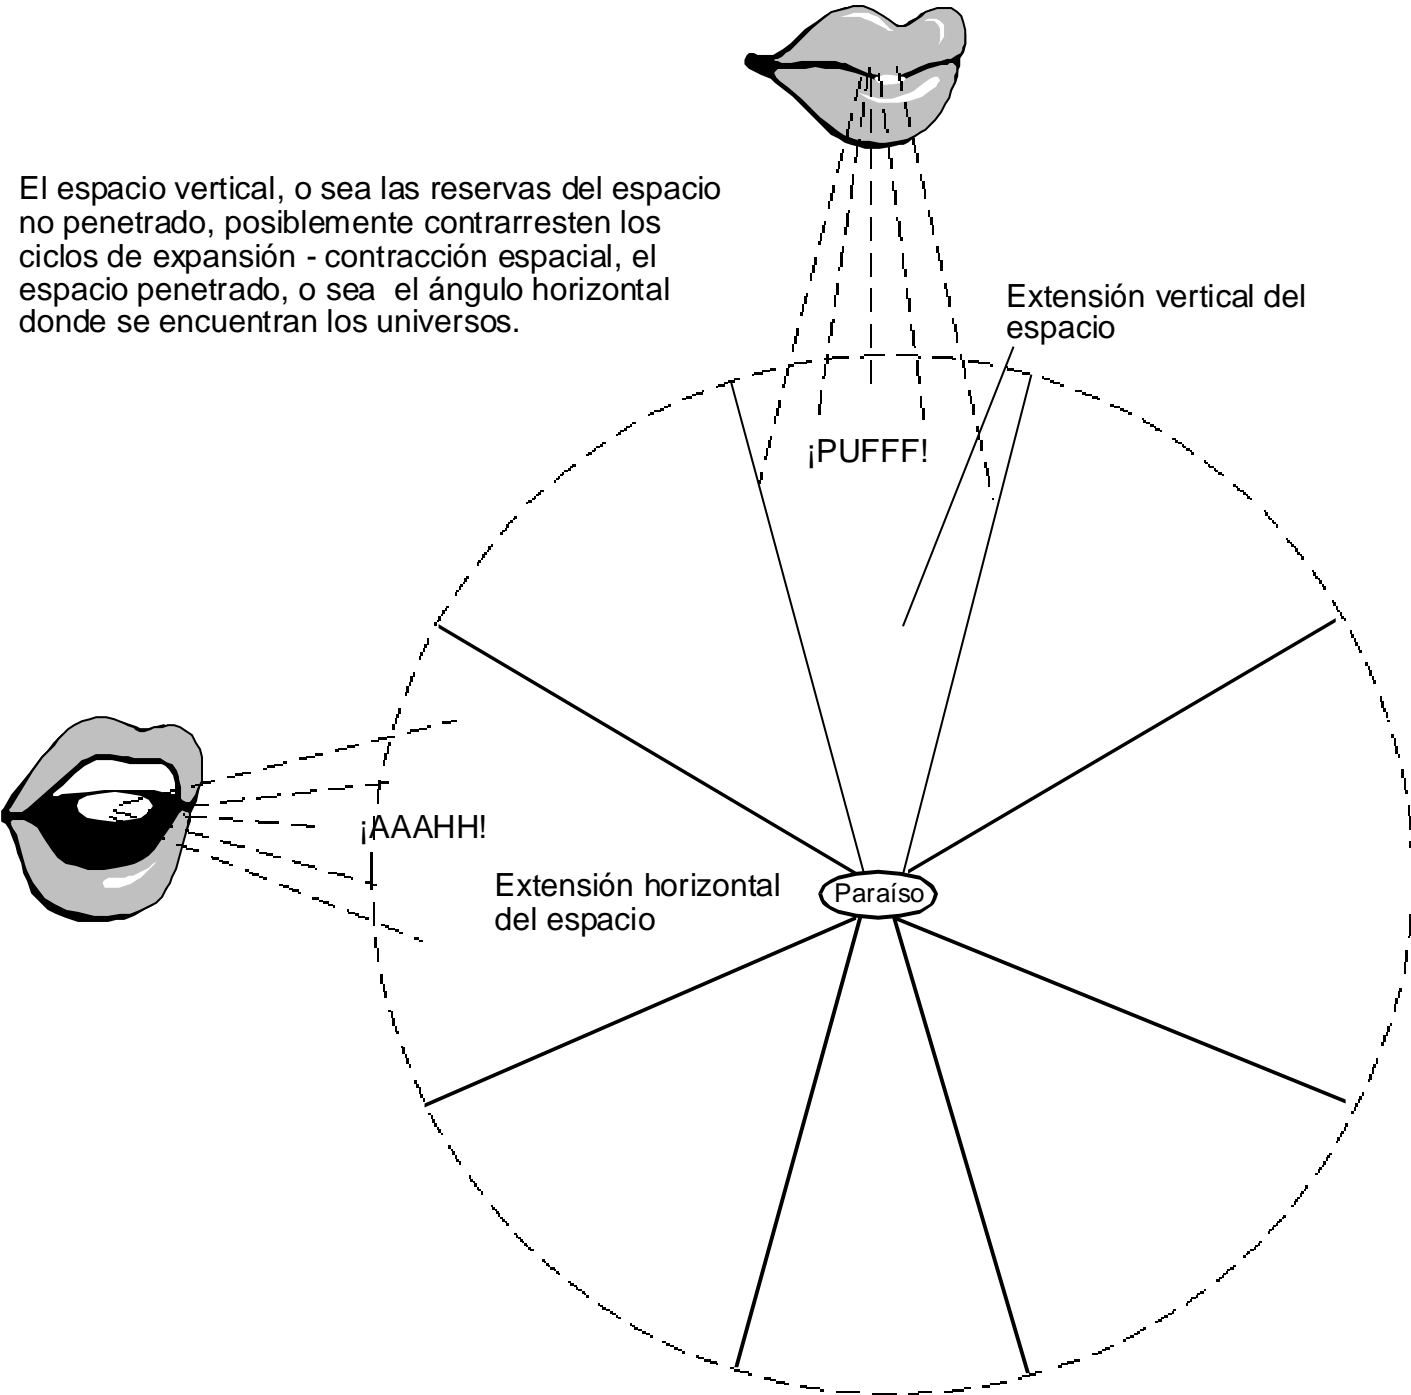 El espacio vertical, o sea las reservas del espacio
no penetrado, posiblemente contrarresten los
ciclos de expansión - contracción espacial, el
espacio penetrado, o sea el ángulo horizontal
donde se encuentran los universos.
Extensión vertical del
espacio
¡PUFFF!
¡AAAHH!
Extensión horizontal
del espacio
Paraíso